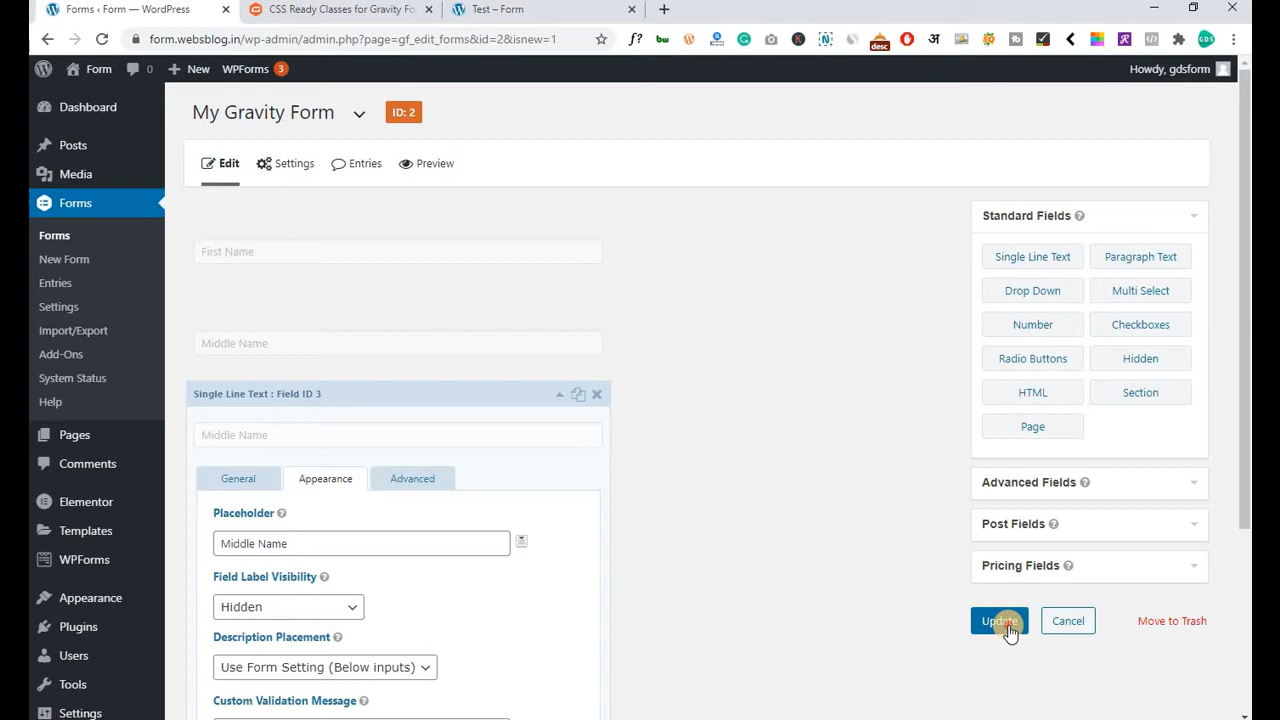 Forms ‹ Form — WordPress
CSS Ready Classes for Gravity Fo
Test – Form
form.websblog.in/wp-admin/admin.php?page=gf_edit_forms&id=2&isnew=1
Form 0 New WPForms 3 Howdy, gdsform
Dashboard
Posts
Media
Forms
Forms
New Form
Entries
Settings
Import/Export
Add-Ons
System Status
Help
Pages
Comments
Elementor
Templates
WPForms
Appearance
Plugins
Users
Tools
Settings
My Gravity Form ID: 2
Edit Settings Entries Preview
First Name
Middle Name
Single Line Text : Field ID 3
Middle Name
General Appearance Advanced
Placeholder
Middle Name
Field Label Visibility
Hidden
Description Placement
Use Form Setting (Below inputs)
Custom Validation Message
Standard Fields
Single Line Text Paragraph Text
Drop Down Multi Select
Number Checkboxes
Radio Buttons Hidden
HTML Section
Page
Advanced Fields
Post Fields
Pricing Fields
Update Cancel Move to Trash